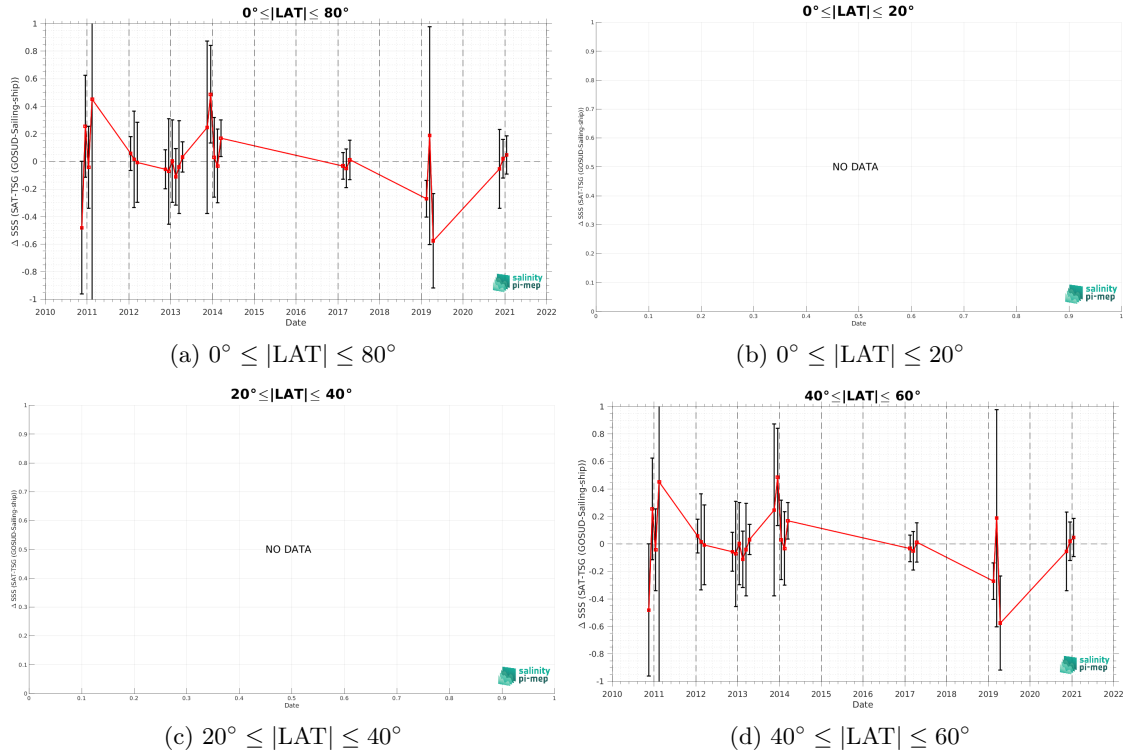 0°≤|LAT|≤ 80°
Δ SSS (SAT-TSG (GOSUD-Sailing-ship))
1
0.8
0.6
0.4
0.2
0
-0.2
-0.4
-0.6
-0.8
-1
2010 2011 2012 2013 2014 2015 2016 2017 2018 2019 2020 2021 2022
Date
salinity
pi-mep
(a) 0° ≤ |LAT| ≤ 80°
0°≤|LAT|≤ 20°
Δ SSS (SAT-TSG (GOSUD-Sailing-ship))
1
0.9
0.8
0.7
0.6
0.5
0.4
0.3
0.2
0.1
0
NO DATA
0 0.1 0.2 0.3 0.4 0.5 0.6 0.7 0.8 0.9 1
Date
salinity
pi-mep
(b) 0° ≤ |LAT| ≤ 20°
20°≤|LAT|≤ 40°
Δ SSS (SAT-TSG (GOSUD-Sailing-ship))
1
0.9
0.8
0.7
0.6
0.5
0.4
0.3
0.2
0.1
0
NO DATA
0 0.1 0.2 0.3 0.4 0.5 0.6 0.7 0.8 0.9 1
Date
salinity
pi-mep
(c) 20° ≤ |LAT| ≤ 40°
40°≤|LAT|≤ 60°
Δ SSS (SAT-TSG (GOSUD-Sailing-ship))
1
0.8
0.6
0.4
0.2
0
-0.2
-0.4
-0.6
-0.8
-1
2010 2011 2012 2013 2014 2015 2016 2017 2018 2019 2020 2021 2022
Date
salinity
pi-mep
(d) 40° ≤ |LAT| ≤ 60°